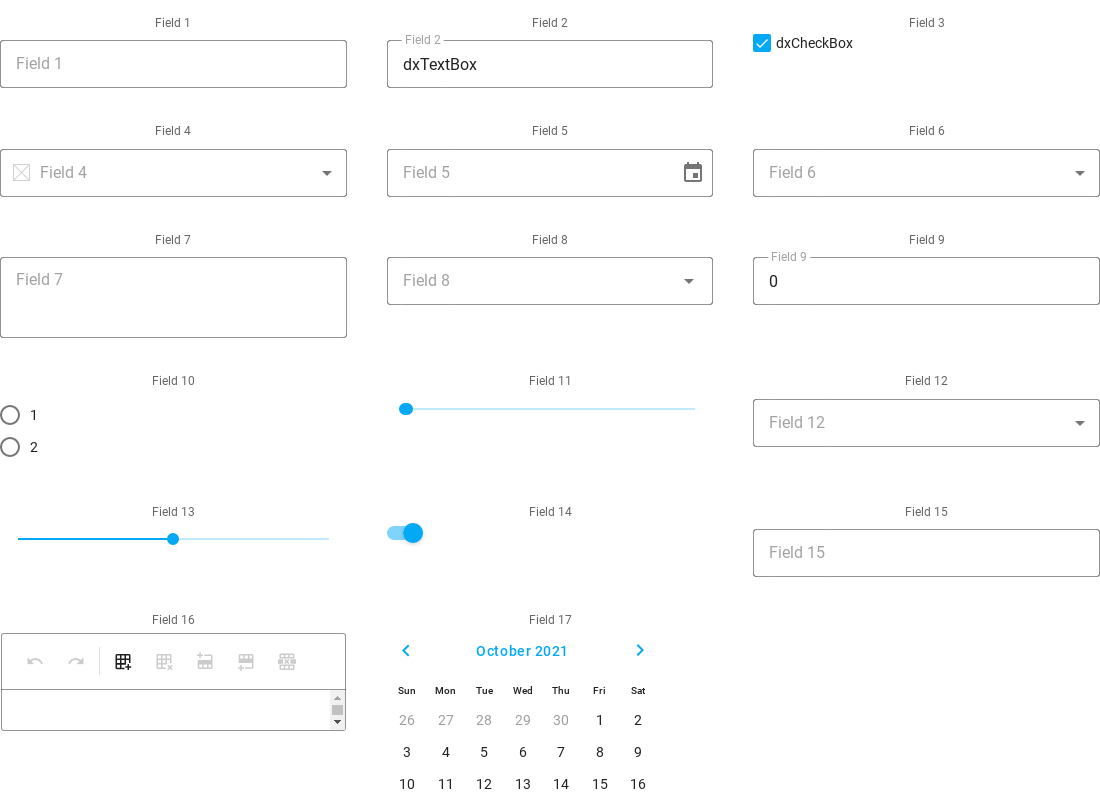 Field 1
Field 2
Field 3
Field 1
Field 2
dxTextBox
dxCheckBox
Field 4
Field 5
Field 6
Field 4
Field 5
Field 6
Field 7
Field 8
Field 9
Field 7
Field 8
Field 9
0
Field 10
Field 11
Field 12
1
2
Field 12
Field 13
Field 14
Field 15
Field 15
Field 16
Field 17
October 2021
Sun Mon Tue Wed Thu Fri Sat
26 27 28 29 30 1 2
3 4 5 6 7 8 9
10 11 12 13 14 15 16